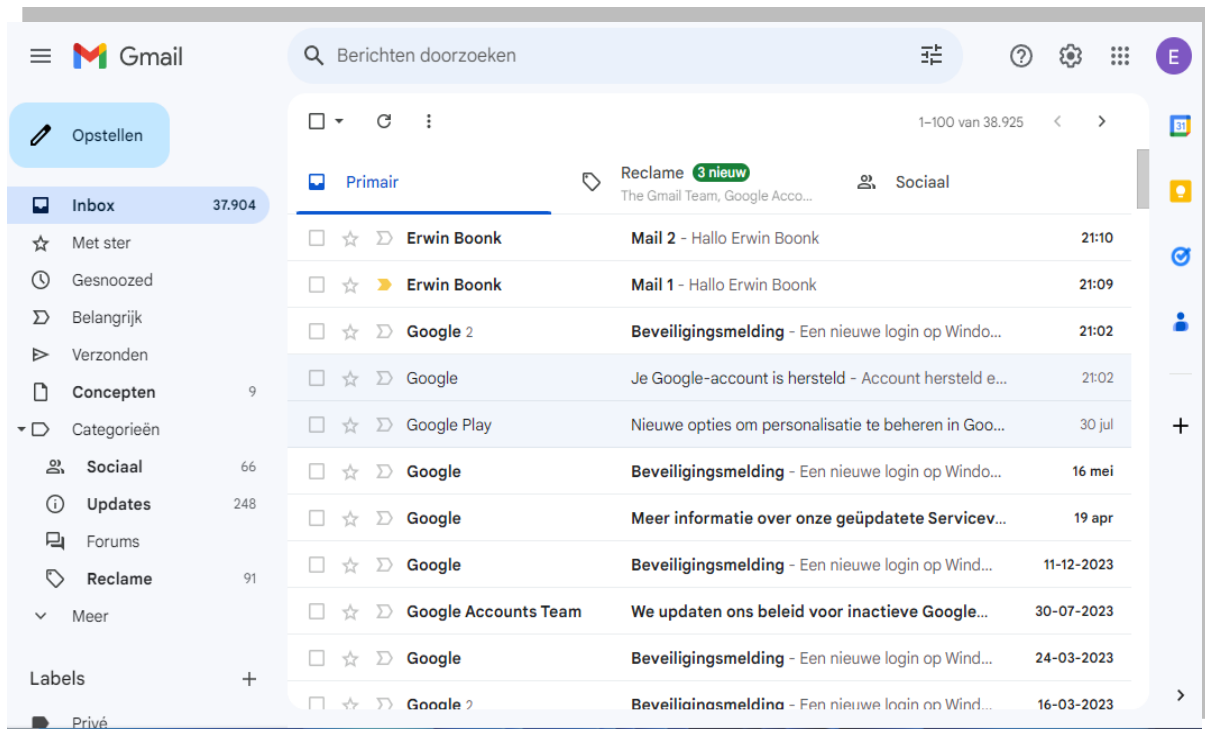 Gmail
Berichten doorzoeken
E
Opstellen
1–100 van 38.925
31
Primair
Reclame 3 nieuw
The Gmail Team, Google Acco...
Sociaal
Inbox 37.904
Met ster
Gesnoozed
Belangrijk
Verzonden
Concepten 9
Categorieën
Sociaal 66
Updates 248
Forums
Reclame 91
Meer
Labels
Privé
Erwin Boonk Mail 2 - Hallo Erwin Boonk 21:10
Erwin Boonk Mail 1 - Hallo Erwin Boonk 21:09
Google 2 Beveiligingsmelding - Een nieuwe login op Windo... 21:02
Google Je Google-account is hersteld - Account hersteld e... 21:02
Google Play Nieuwe opties om personalisatie te beheren in Goo... 30 jul
Google Beveiligingsmelding - Een nieuwe login op Windo... 16 mei
Google Meer informatie over onze geüpdatete Servicev... 19 apr
Google Beveiligingsmelding - Een nieuwe login op Wind... 11-12-2023
Google Accounts Team We updaten ons beleid voor inactieve Google... 30-07-2023
Google Beveiligingsmelding - Een nieuwe login op Wind... 24-03-2023
Google 2 Beveiligingsmelding - Een nieuwe login op Wind... 16-03-2023